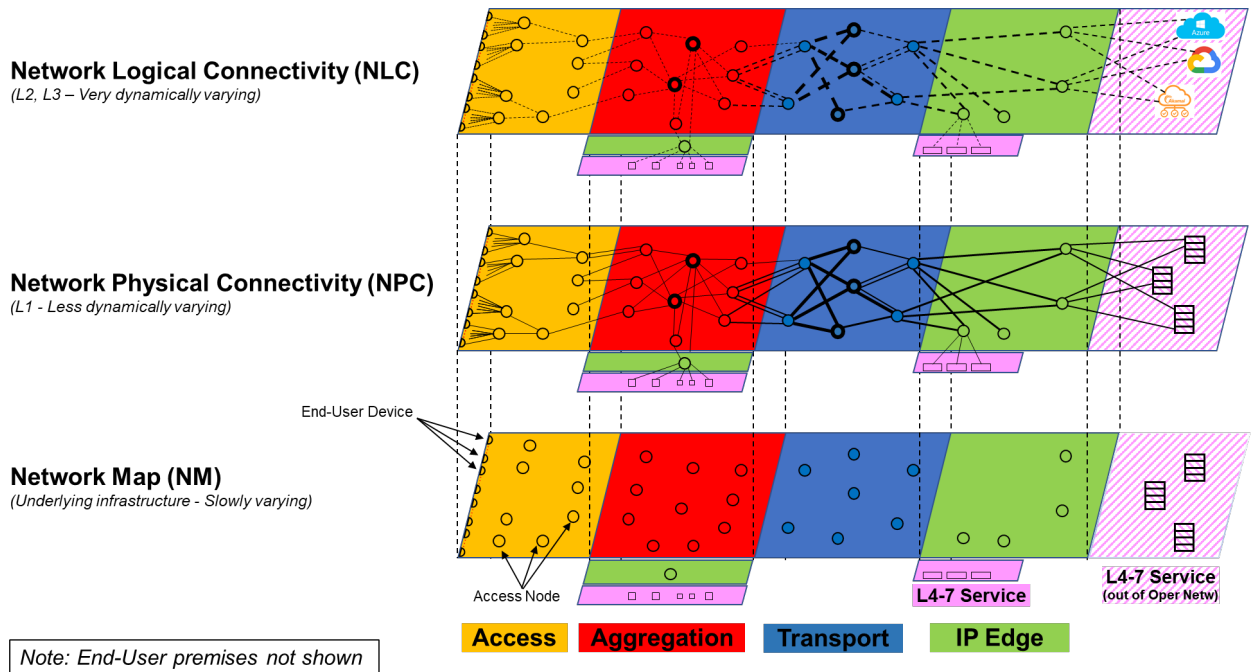 Network Logical Connectivity (NLC)
(L2, L3 – Very dynamically varying)
Azure
Network Physical Connectivity (NPC)
(L1 - Less dynamically varying)
End-User Device
Network Map (NM)
(Underlying infrastructure - Slowly varying)
Access Node
L4-7 Service
L4-7 Service
(out of Oper Netw)
Access
Aggregation
Transport
IP Edge
Note: End-User premises not shown